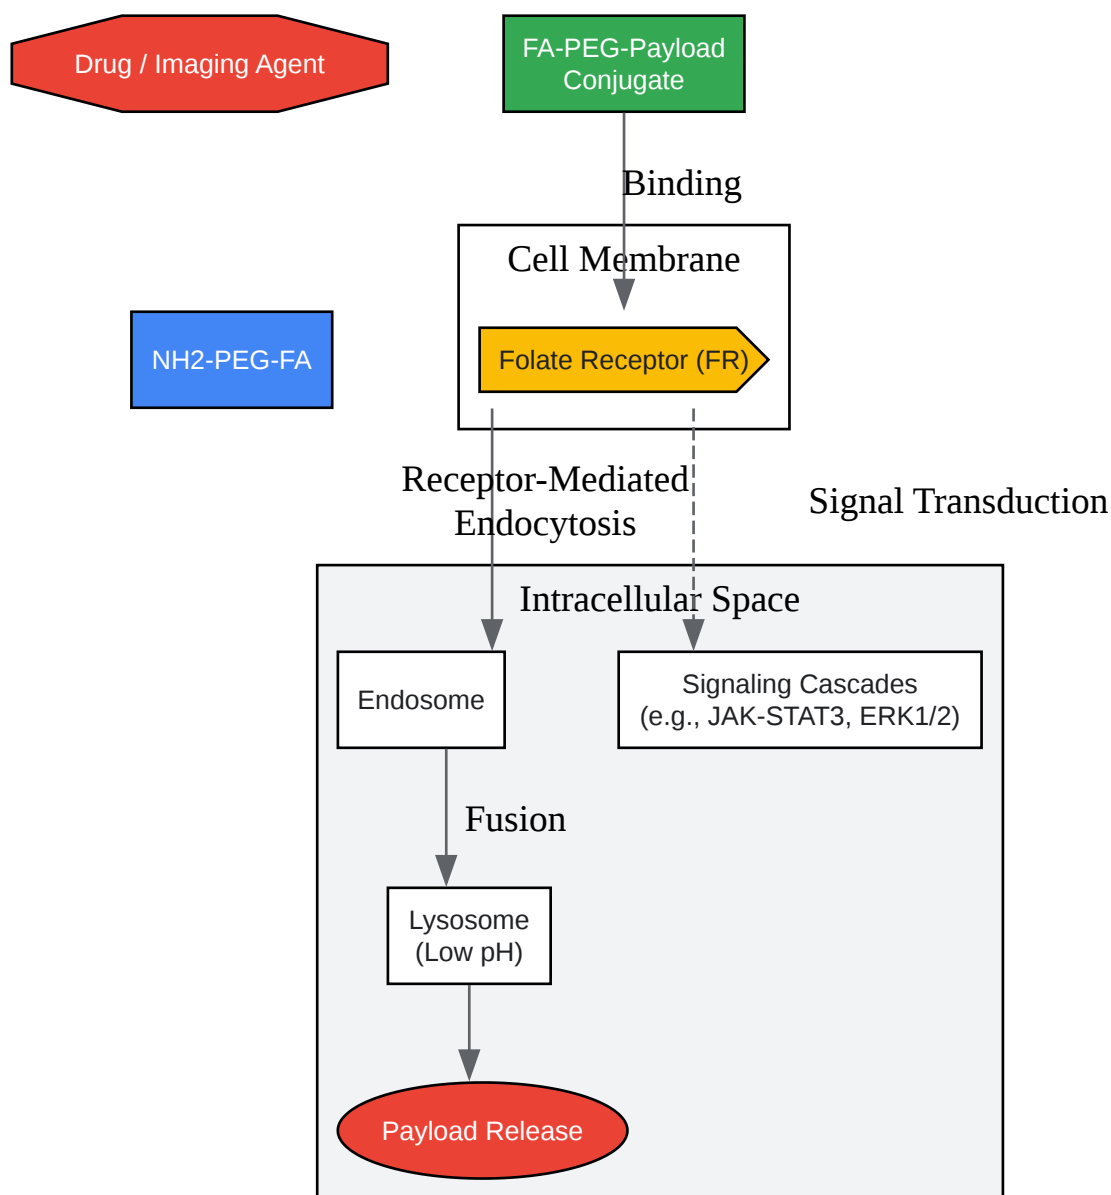 Drug / Imaging Agent
FA-PEG-Payload
Conjugate
Binding
Cell Membrane
NH2-PEG-FA
Folate Receptor (FR)
Receptor-Mediated
Endocytosis
Signal Transduction
Intracellular Space
Endosome
Signaling Cascades
(e.g., JAK-STAT3, ERK1/2)
Fusion
Lysosome
(Low pH)
Payload Release